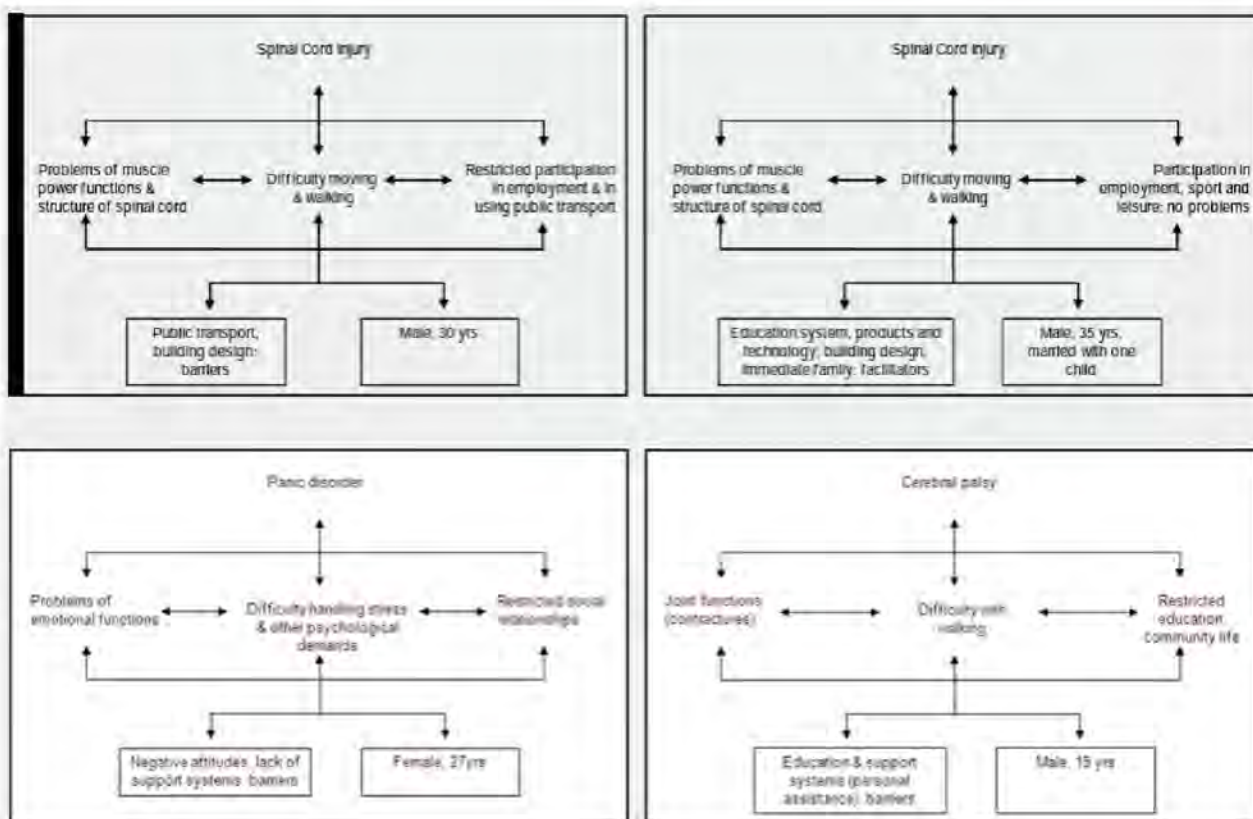 Spinal Cord Injury
Problems of muscle
power functions &
structure of spinal cord
Difficulty moving
& walking
Restricted participation
in employment & in
using public transport
Public transport,
building design:
barriers
Male, 30 yrs
Spinal Cord Injury
Problems of muscle
power functions &
structure of spinal cord
Difficulty moving
& walking
Participation in
employment, sport and
leisure: no problems
Education system, products and
technology, building design,
immediate family: facilitators
Male, 35 yrs,
married with one
child
Panic disorder
Problems of
emotional functions
Difficulty handling stress
& other psychological
demands
Restricted social
relationships
Negative attitudes, lack of
support systems: barriers
Female, 27yrs
Cerebral palsy
Joint functions
(contractures)
Difficulty with
walking
Restricted
education
community life
Education & support
systems (personal
assistance): barriers
Male, yrs